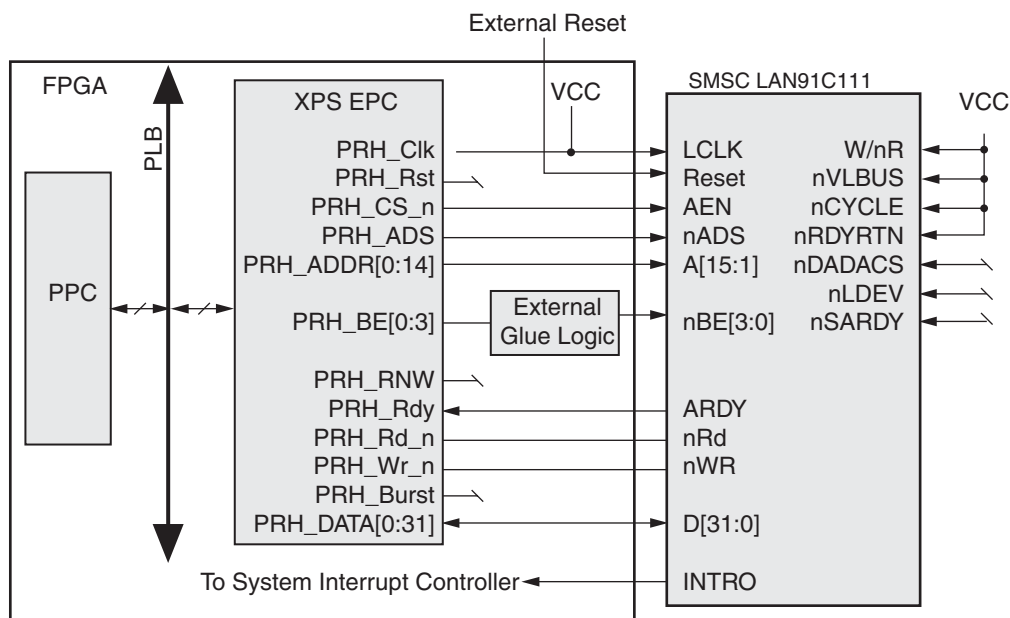 External Reset
FPGA
PLB
PPC
XPS EPC
VCC
PRH_Clk
PRH_Rst
PRH_CS_n
PRH_ADS
PRH_ADDR[0:14]
PRH_BE[0:3]
PRH_RNW
PRH_Rdy
PRH_Rd_n
PRH_Wr_n
PRH_Burst
PRH_DATA[0:31]
External
Glue Logic
To System Interrupt Controller
SMSC LAN91C111
LCLK
Reset
AEN
nADS
A[15:1]
nBE[3:0]
ARDY
nRd
nWR
D[31:0]
INTRO
W/nR
nVLBUS
nCYCLE
nRDYRTN
nDADACS
nLDEV
nSARDY
VCC